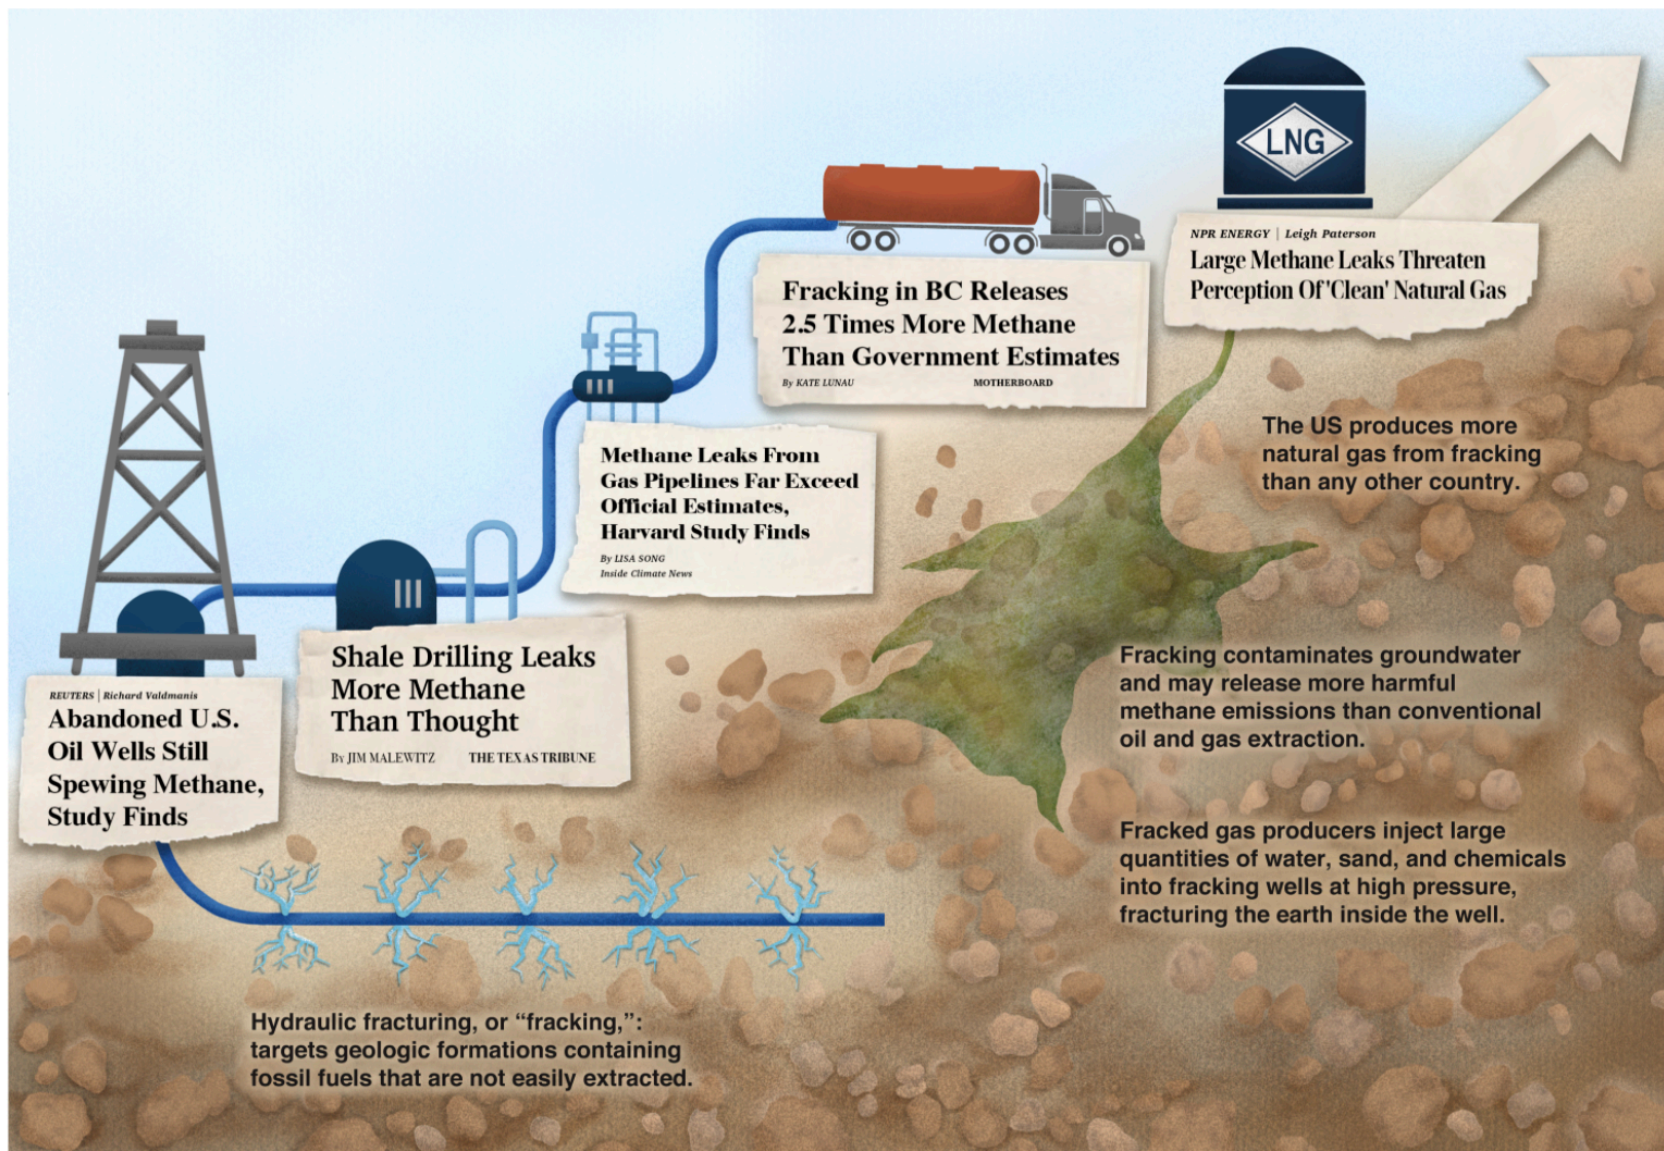 LNG
NPR ENERGY | Leigh Paterson
Large Methane Leaks Threaten
Perception Of 'Clean' Natural Gas
Fracking in BC Releases
2.5 Times More Methane
Than Government Estimates
By KATE LUNAU MOTHERBOARD
The US produces more
natural gas from fracking
than any other country.
Methane Leaks From
Gas Pipelines Far Exceed
Official Estimates,
Harvard Study Finds
By LISA SONG
Inside Climate News
Shale Drilling Leaks
More Methane
Than Thought
By JIM MALEWITZ THE TEXAS TRIBUNE
REUTERS | Richard Valdmanis
Abandoned U.S.
Oil Wells Still
Spewing Methane,
Study Finds
Fracking contaminates groundwater
and may release more harmful
methane emissions than conventional
oil and gas extraction.
Fracked gas producers inject large
quantities of water, sand, and chemicals
into fracking wells at high pressure,
fracturing the earth inside the well.
Hydraulic fracturing, or “fracking,”:
targets geologic formations containing
fossil fuels that are not easily extracted.